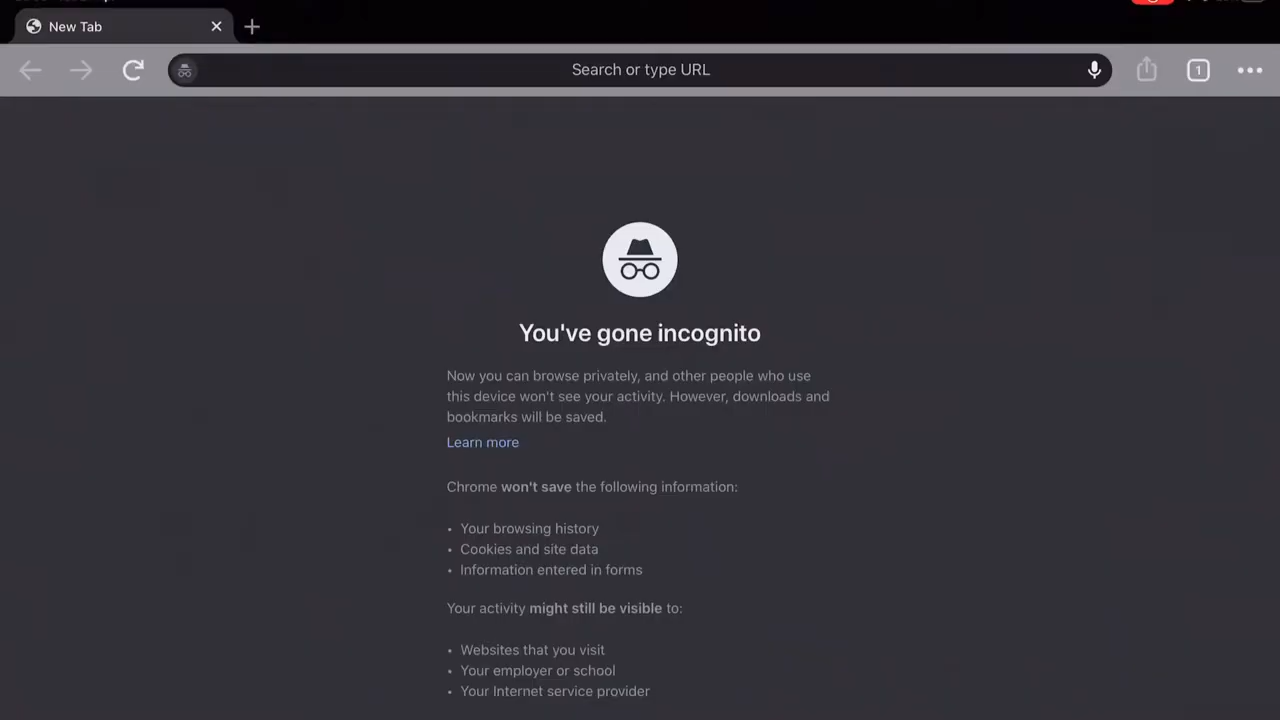 New Tab
Search or type URL
1
You've gone incognito
Now you can browse privately, and other people who use
this device won't see your activity. However, downloads and
bookmarks will be saved.
Learn more
Chrome won't save the following information:
• Your browsing history
• Cookies and site data
• Information entered in forms
Your activity might still be visible to:
• Websites that you visit
• Your employer or school
• Your Internet service provider